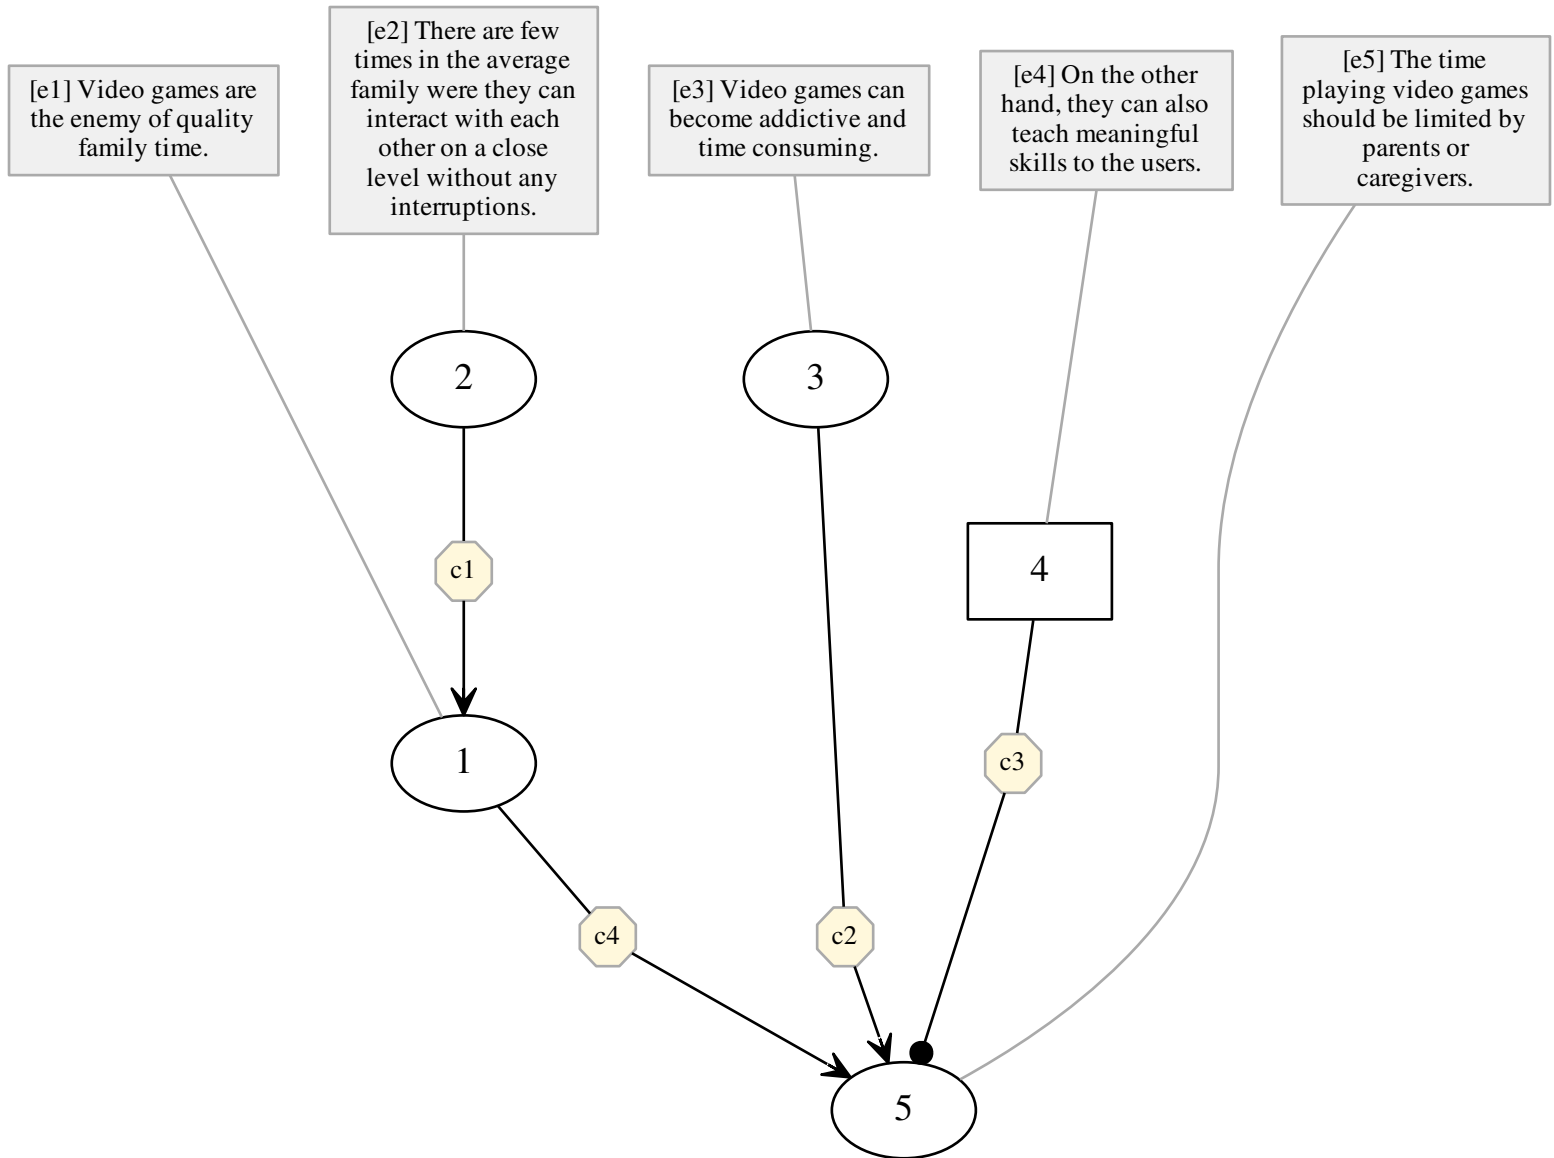 [e1] Video games are
the enemy of quality
family time.
[e2] There are few
times in the average
family were they can
interact with each
other on a close
level without any
interruptions.
[e3] Video games can
become addictive and
time consuming.
[e4] On the other
hand, they can also
teach meaningful
skills to the users.
[e5] The time
playing video games
should be limited by
parents or
caregivers.
2
3
c1
4
1
c3
c4
c2
5